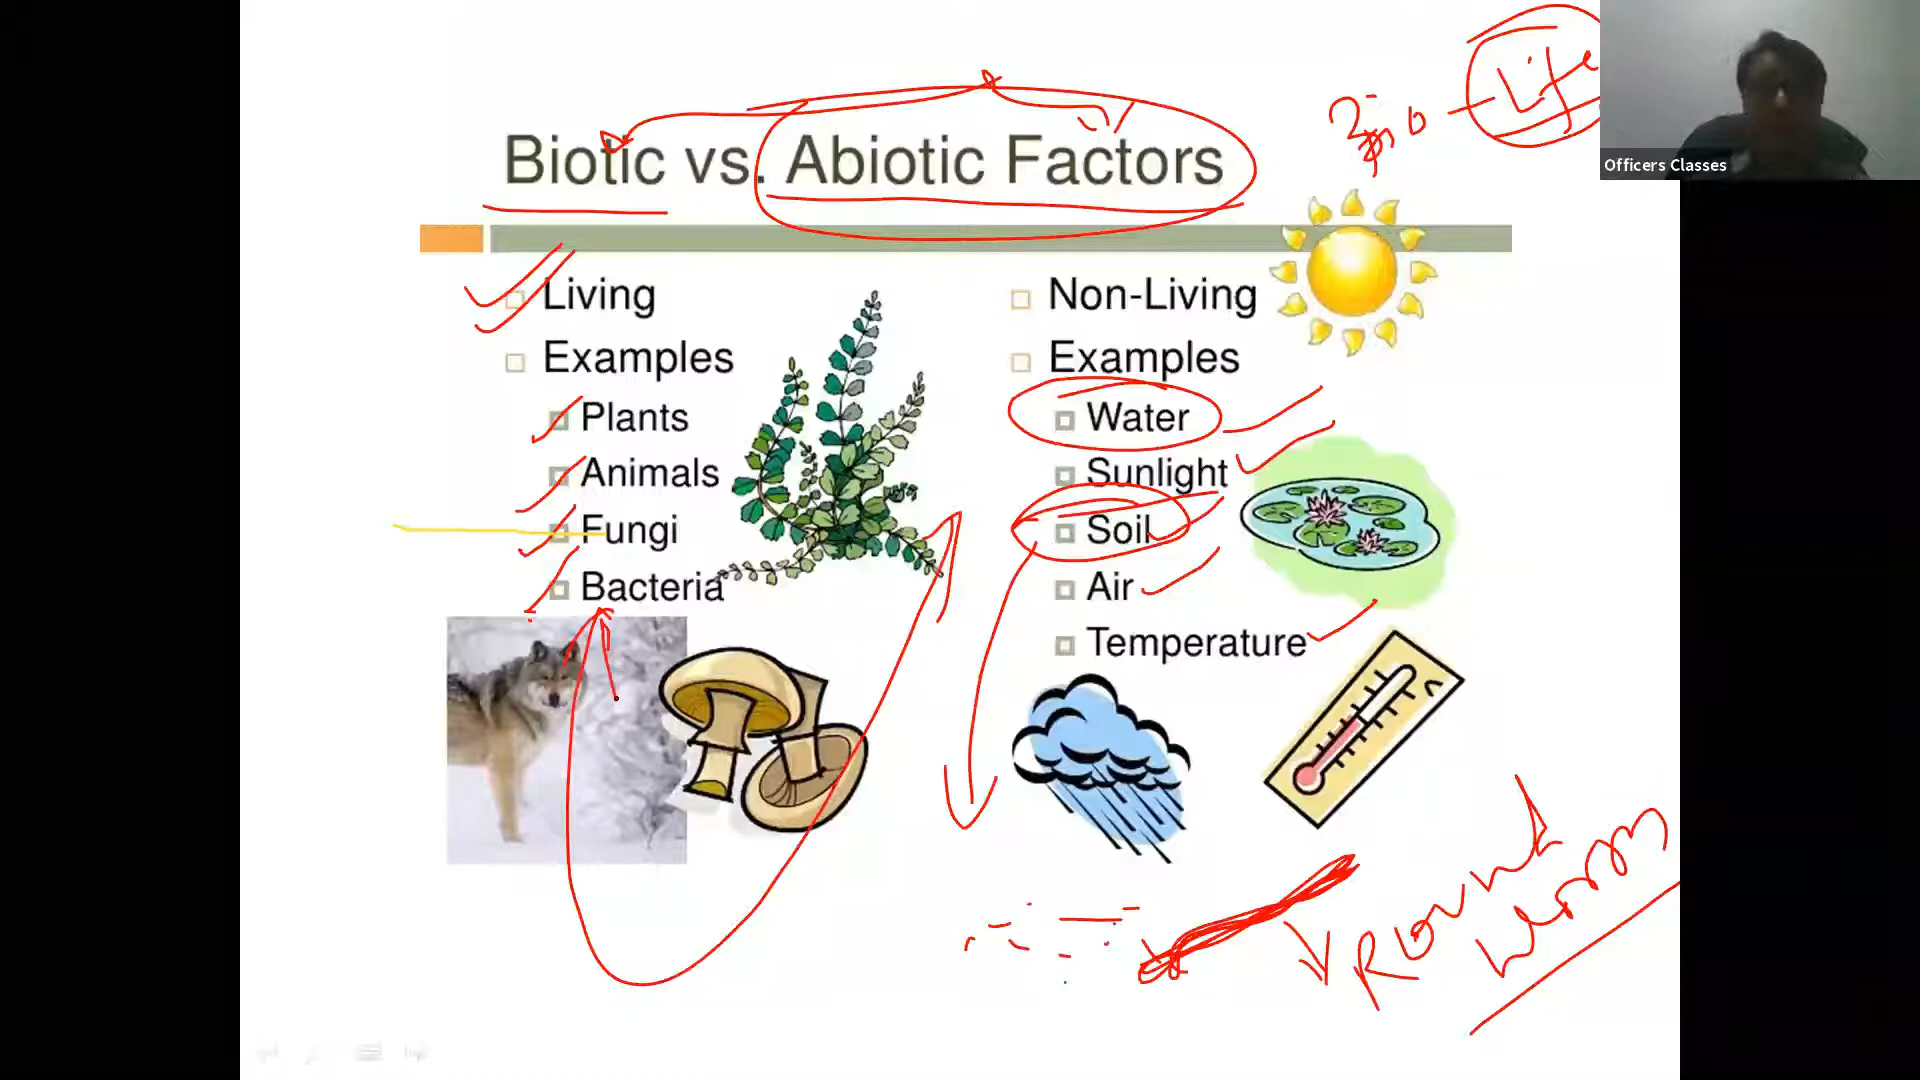 Life
Bio -
Officers Classes
Biotic vs. Abiotic Factors
Living
Examples
Plants
Animals
Fungi
Bacteria
Non-Living
Examples
Water
Sunlight
Soil
Air
Temperature
Round
Worm